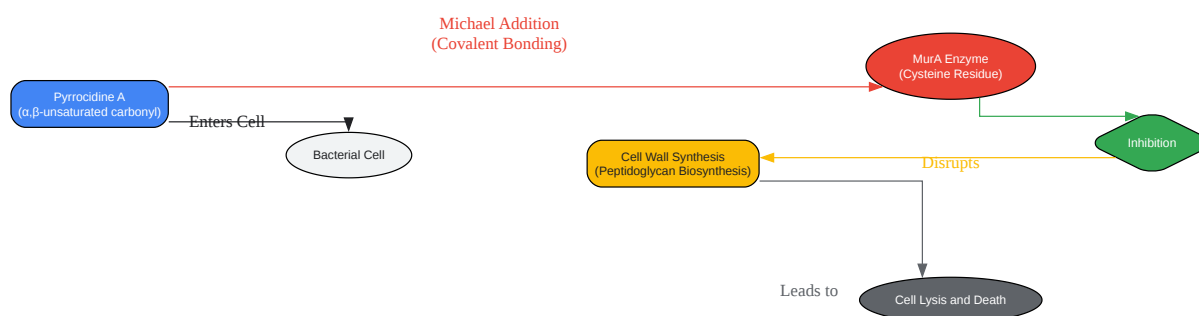 Michael Addition
(Covalent Bonding)
MurA Enzyme
(Cysteine Residue)
Pyrrocidine A
(α,β-unsaturated carbonyl)
Enters Cell
Bacterial Cell
Cell Wall Synthesis
(Peptidoglycan Biosynthesis)
Disrupts
Inhibition
Leads to
Cell Lysis and Death